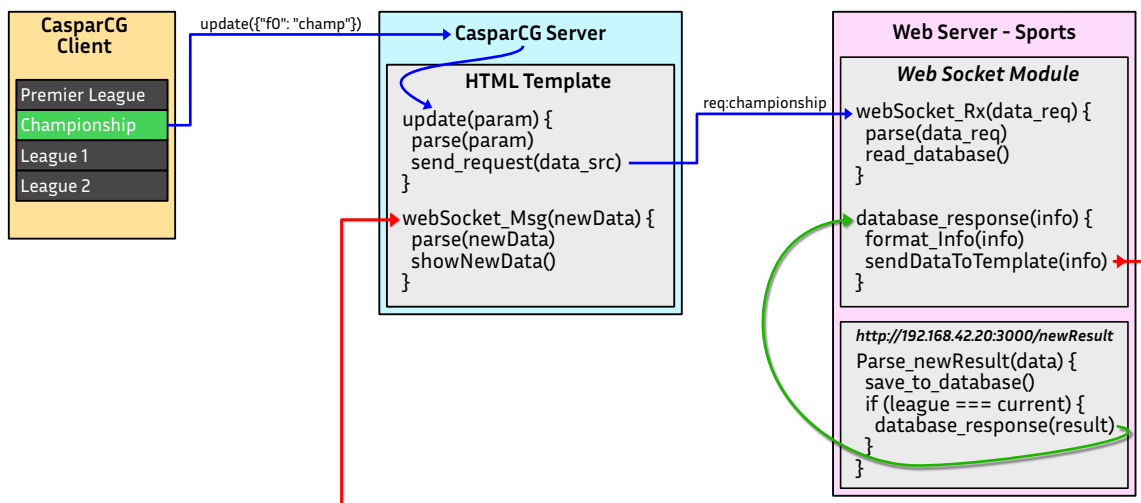 CasparCG
Client
Premier League
Championship
League 1
League 2
update({"f0": "champ"})
CasparCG Server
HTML Template
update(param) {
parse(param)
send_request(data_src)
}
webSocket_Msg(newData) {
parse(newData)
showNewData()
}
req:championship
Web Server - Sports
Web Socket Module
webSocket_Rx(data_req) {
parse(data_req)
read_database()
}
database_response(info) {
format_Info(info)
sendDataToTemplate(info)
}
http://192.168.42.20:3000/newResult
Parse_newResult(data) {
save_to_database()
if (league === current) {
database_response(result)
}
}